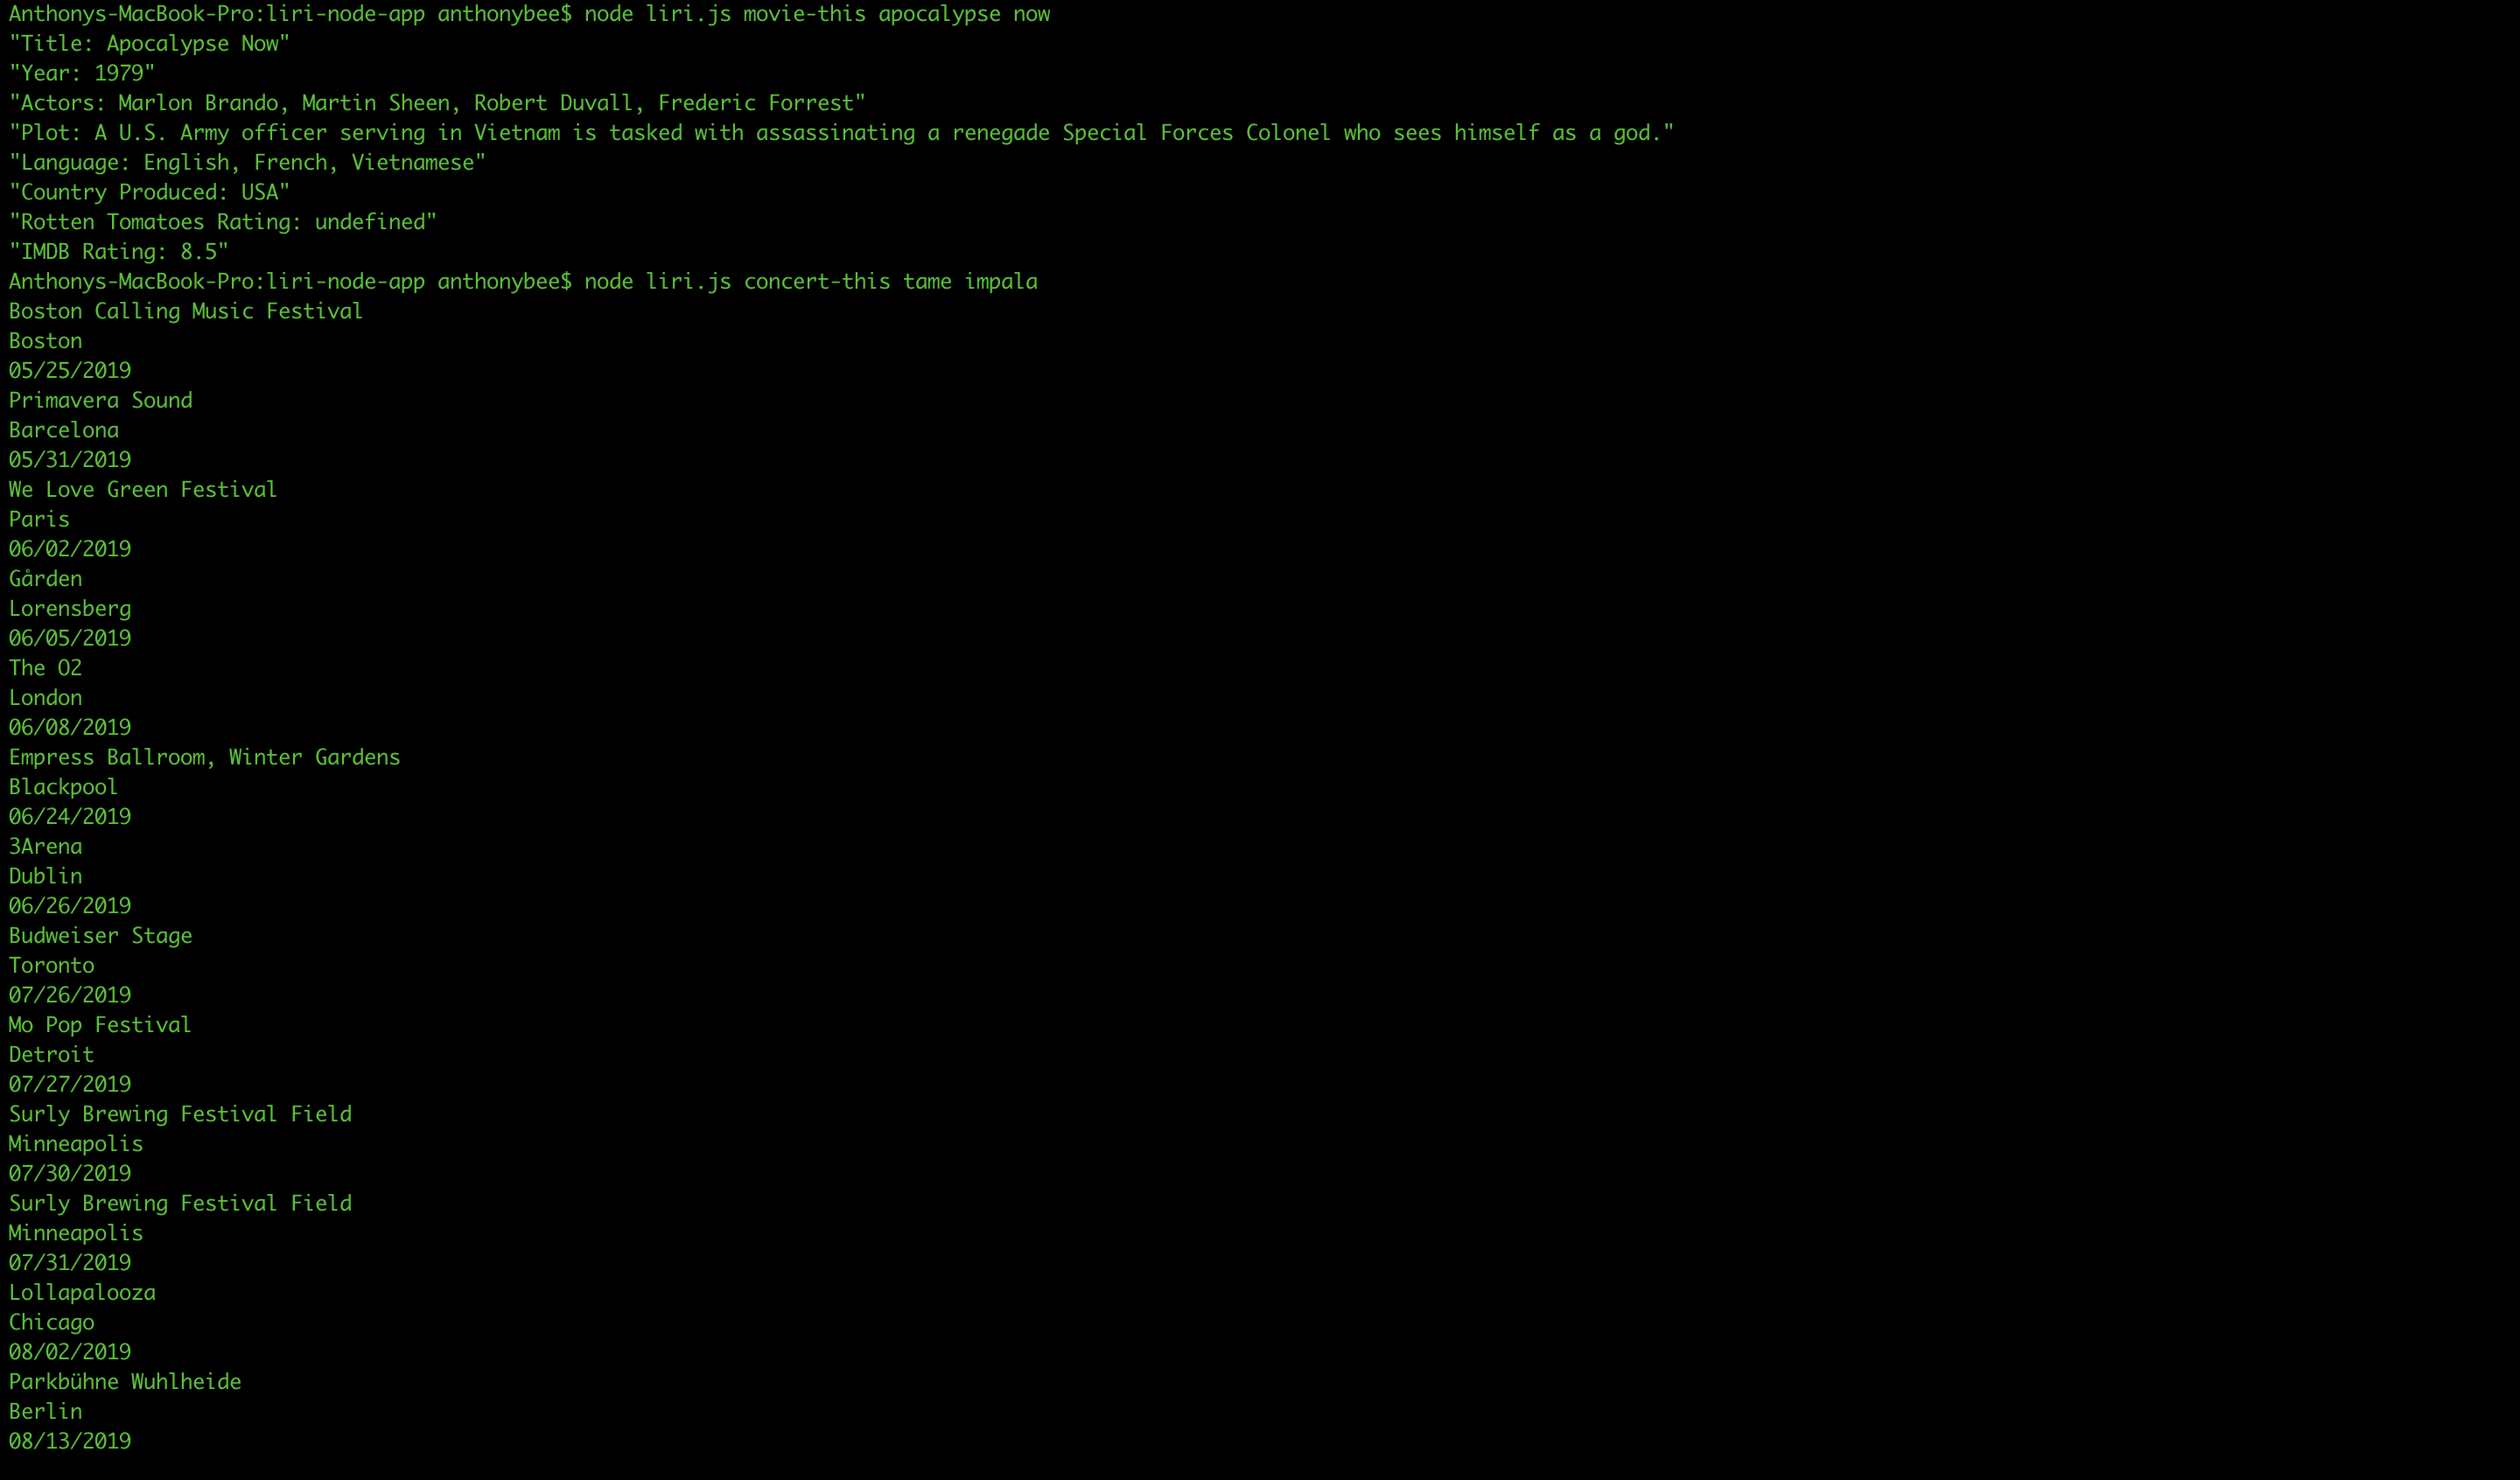 Anthonys-MacBook-Pro:liri-node-app anthonybee$ node liri.js movie-this apocalypse now
"Title: Apocalypse Now"
"Year: 1979"
"Actors: Marlon Brando, Martin Sheen, Robert Duvall, Frederic Forrest"
"Plot: A U.S. Army officer serving in Vietnam is tasked with assassinating a renegade Special Forces Colonel who sees himself as a god."
"Language: English, French, Vietnamese"
"Country Produced: USA"
"Rotten Tomatoes Rating: undefined"
"IMDB Rating: 8.5"
Anthonys-MacBook-Pro:liri-node-app anthonybee$ node liri.js concert-this tame impala
Boston Calling Music Festival
Boston
05/25/2019
Primavera Sound
Barcelona
05/31/2019
We Love Green Festival
Paris
06/02/2019
Gården
Lorensberg
06/05/2019
The O2
London
06/08/2019
Empress Ballroom, Winter Gardens
Blackpool
06/24/2019
3Arena
Dublin
06/26/2019
Budweiser Stage
Toronto
07/26/2019
Mo Pop Festival
Detroit
07/27/2019
Surly Brewing Festival Field
Minneapolis
07/30/2019
Surly Brewing Festival Field
Minneapolis
07/31/2019
Lollapalooza
Chicago
08/02/2019
Parkbühne Wuhlheide
Berlin
08/13/2019